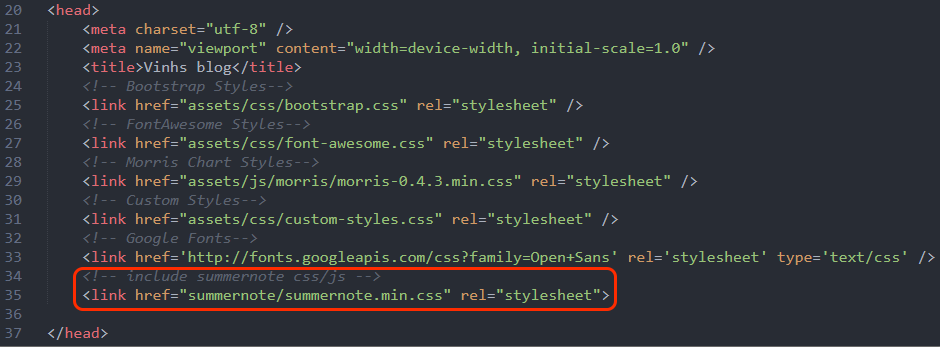 20 <head>
21 <meta charset="utf-8" />
22 <meta name="viewport" content="width=device-width, initial-scale=1.0" />
23 <title>Vinhs blog</title>
24 <!-- Bootstrap Styles-->
25 <link href="assets/css/bootstrap.css" rel="stylesheet" />
26 <!-- FontAwesome Styles-->
27 <link href="assets/css/font-awesome.css" rel="stylesheet" />
28 <!-- Morris Chart Styles-->
29 <link href="assets/js/morris/morris-0.4.3.min.css" rel="stylesheet" />
30 <!-- Custom Styles-->
31 <link href="assets/css/custom-styles.css" rel="stylesheet" />
32 <!-- Google Fonts-->
33 <link href='http://fonts.googleapis.com/css?family=Open+Sans' rel='stylesheet' type='text/css' />
34 <!-- include summernote css/js -->
35 <link href="summernote/summernote.min.css" rel="stylesheet">
36
37 </head>